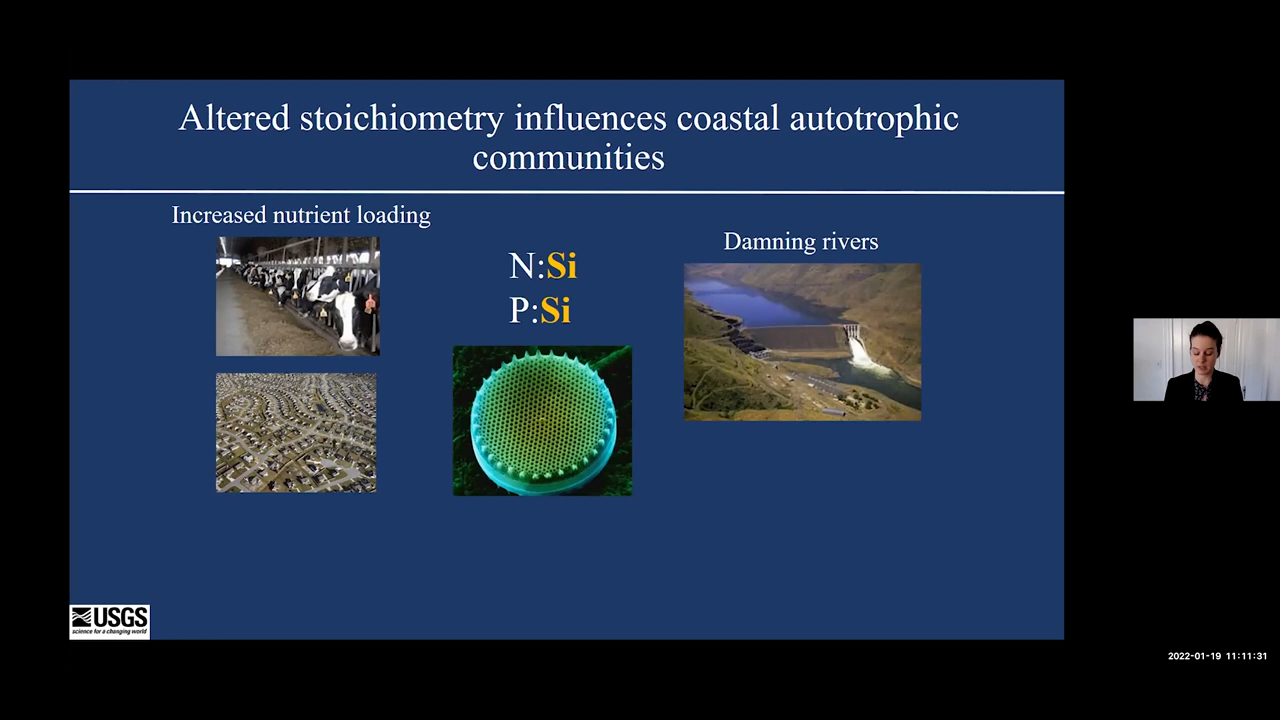 Altered stoichiometry influences coastal autotrophic
communities
Increased nutrient loading
Damning rivers
N:Si
P:Si
USGS
science for a changing world
2022-01-19 11:11:31